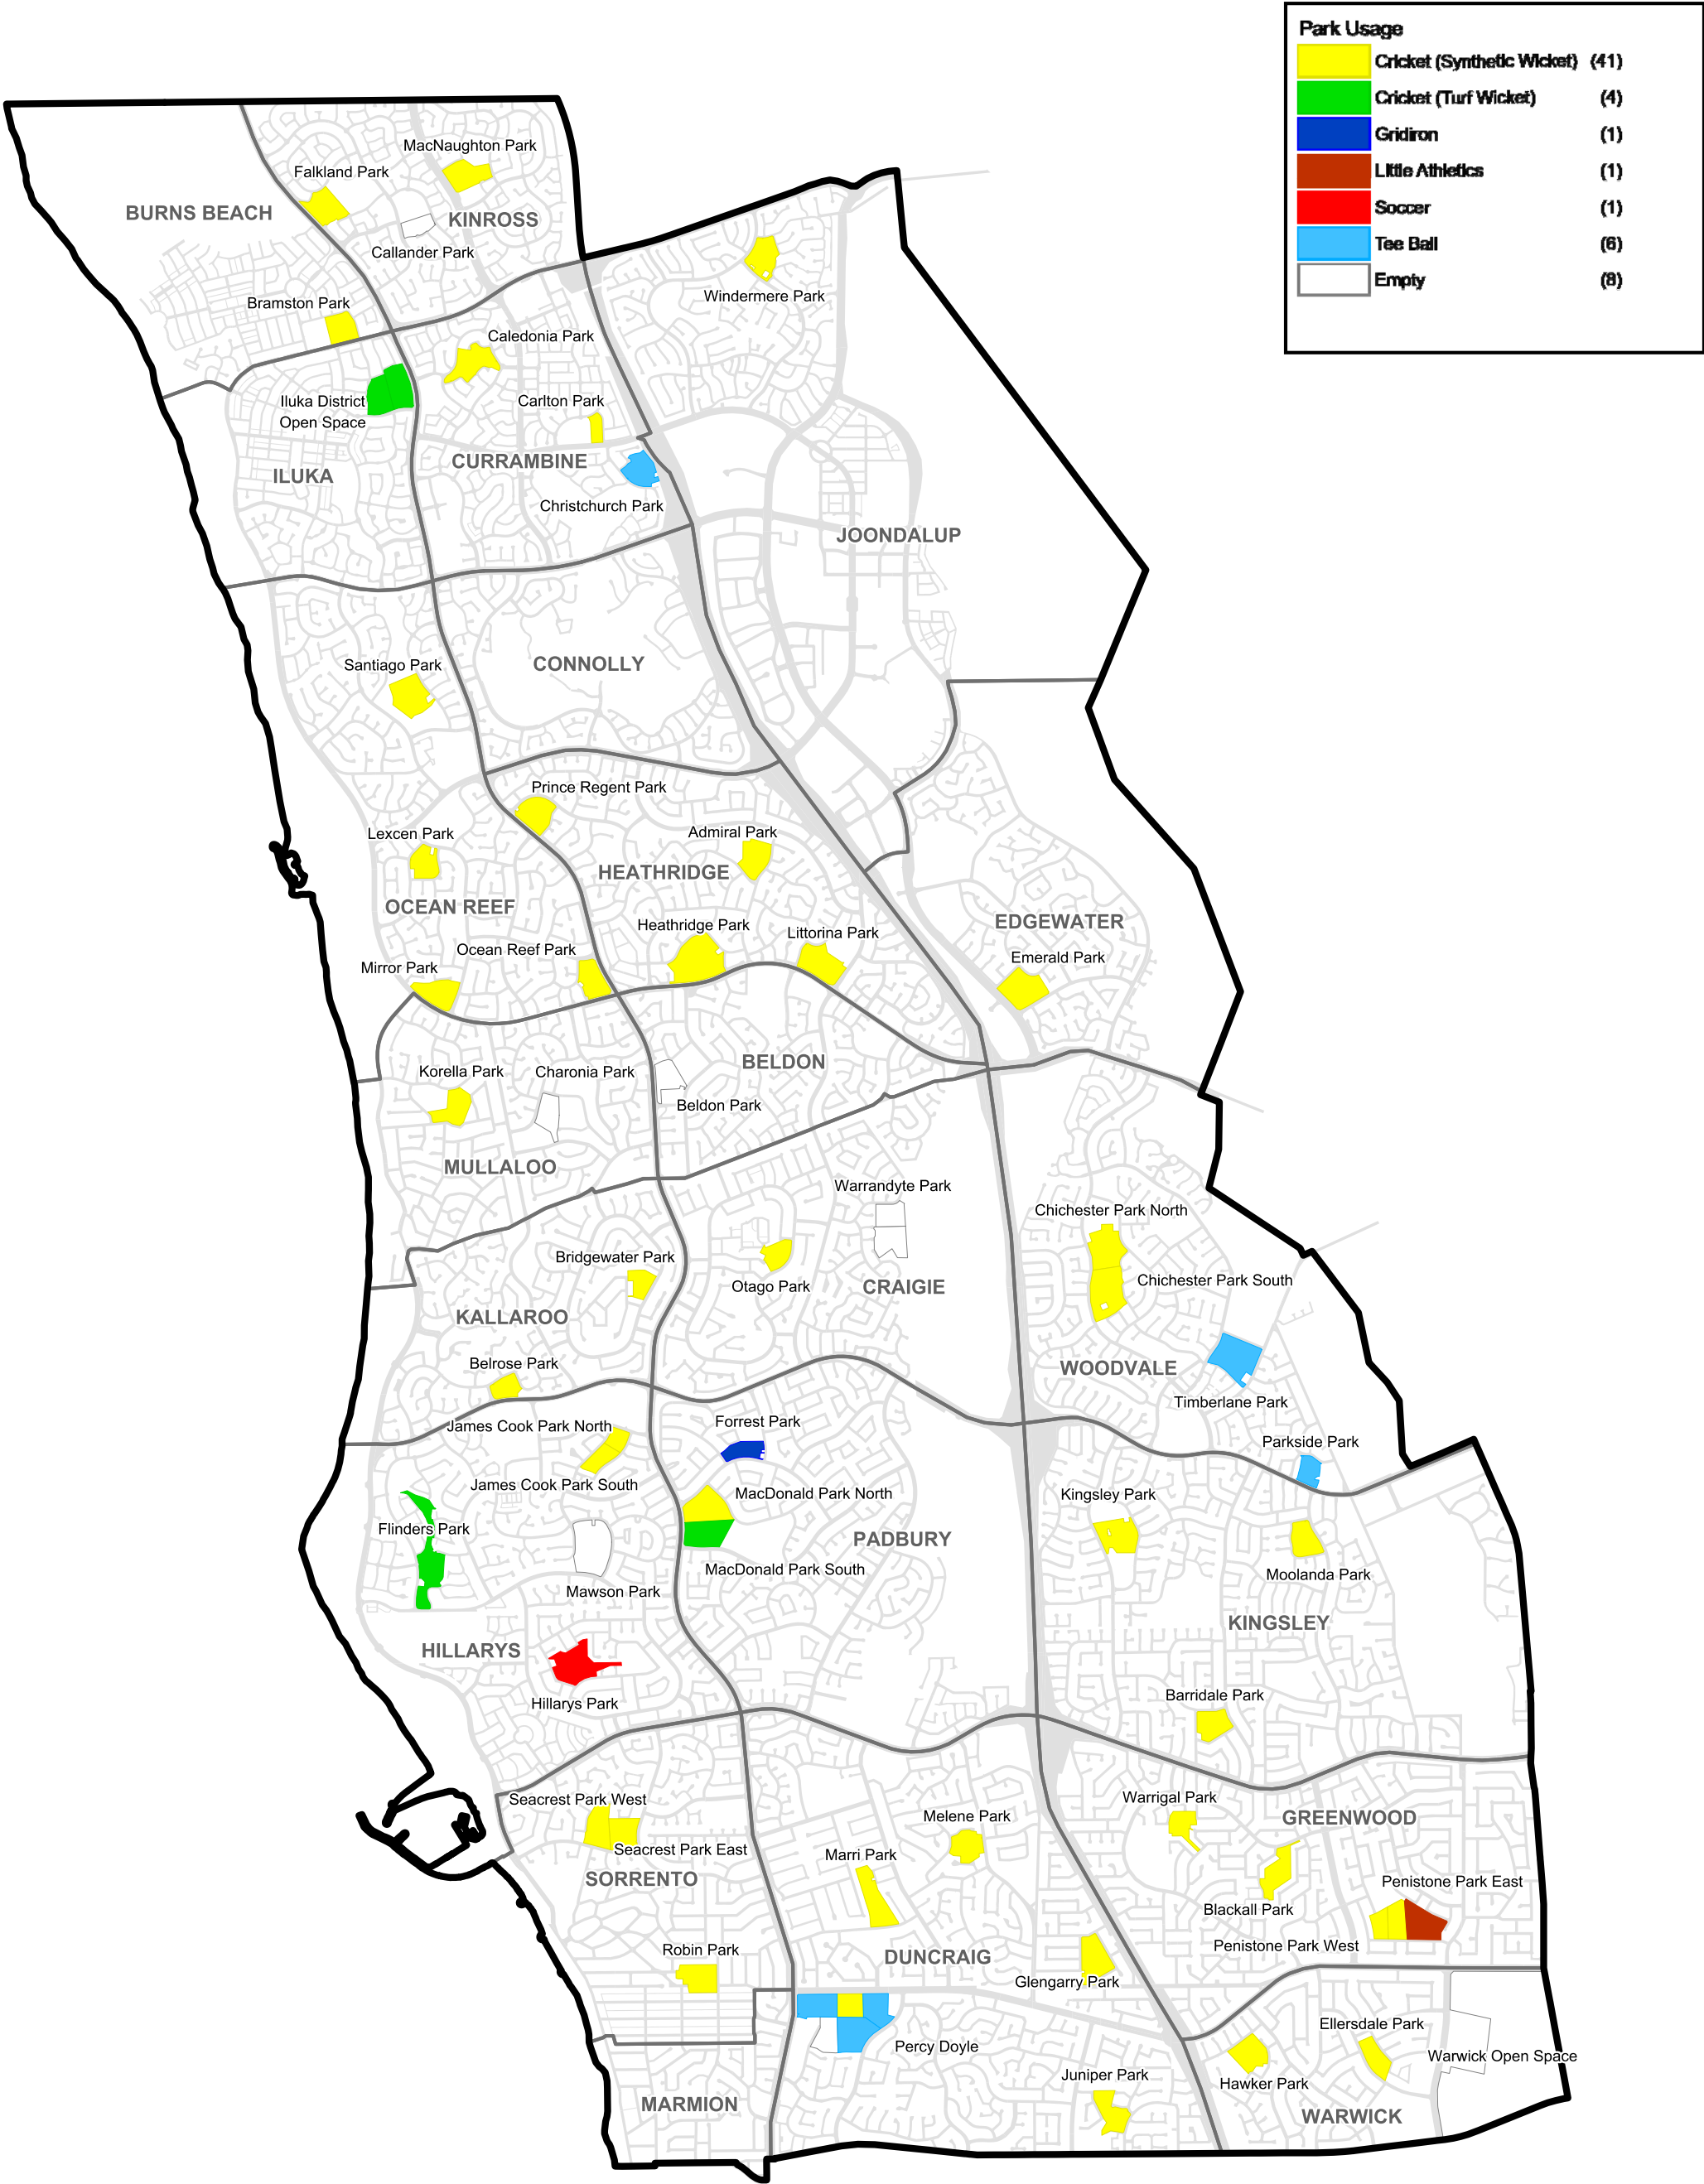 Park Usage
Cricket (Synthetic Wicket) (41)
Cricket (Turf Wicket) (4)
Gridiron (1)
Little Athletics (1)
Soccer (1)
Tee Ball (6)
Empty (8)
MacNaughton Park
Falkland Park
BURNS BEACH
KINROSS
Callander Park
Windermere Park
Bramston Park
Caledonia Park
Iluka District
Open Space
Carlton Park
CURRAMBINE
ILUKA
Christchurch Park
JOONDALUP
Santiago Park
CONNOLLY
Prince Regent Park
Lexcen Park
Admiral Park
HEATHRIDGE
OCEAN REEF
EDGEWATER
Heathridge Park
Littorina Park
Ocean Reef Park
Emerald Park
Mirror Park
BELDON
Korella Park
Charonia Park
Beldon Park
MULLALOO
Warrandyte Park
Chichester Park North
Bridgewater Park
Otago Park
CRAIGIE
Chichester Park South
KALLAROO
Belrose Park
WOODVALE
Timberlane Park
James Cook Park North
Forrest Park
Parkside Park
James Cook Park South
MacDonald Park North
Kingsley Park
Flinders Park
PADBURY
MacDonald Park South
Moolanda Park
Mawson Park
KINGSLEY
HILLARYS
Hillarys Park
Barridale Park
Seacrest Park West
Warrigal Park
Melene Park
GREENWOOD
Seacrest Park East
Marri Park
SORRENTO
Penistone Park East
Blackall Park
Penistone Park West
Robin Park
DUNCRAIG
Glengarry Park
Ellersdale Park
Percy Doyle
Warwick Open Space
Juniper Park
Hawker Park
MARMION
WARWICK